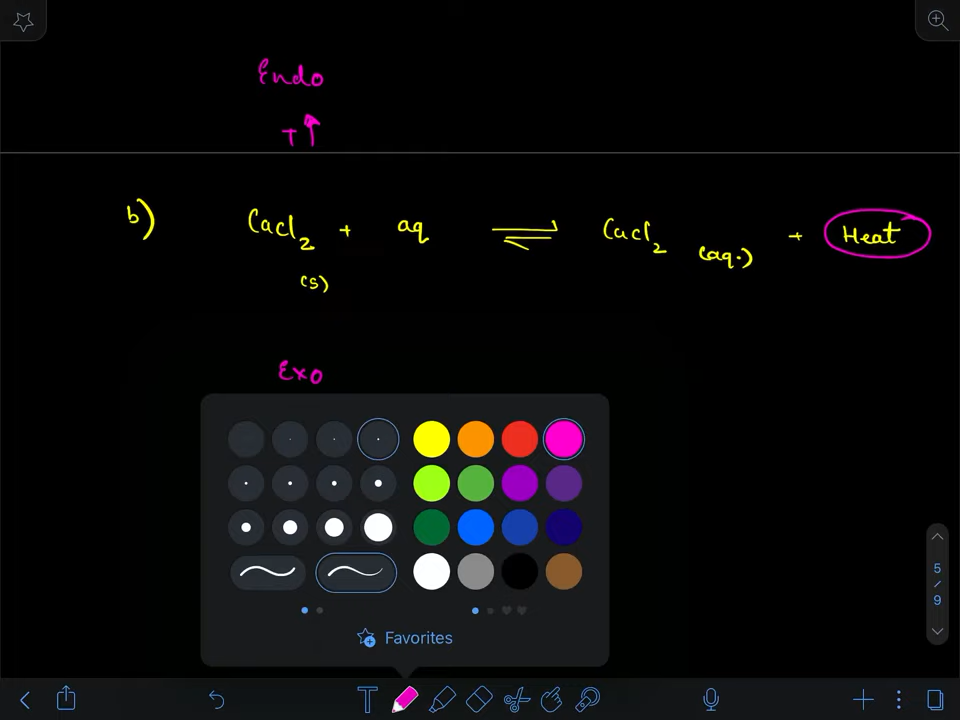 Endo
T↑
b) CaCl2 + aq ⇌ CaCl2 (aq.) + Heat
(s)
Exo
Favorites
5
/
9
T